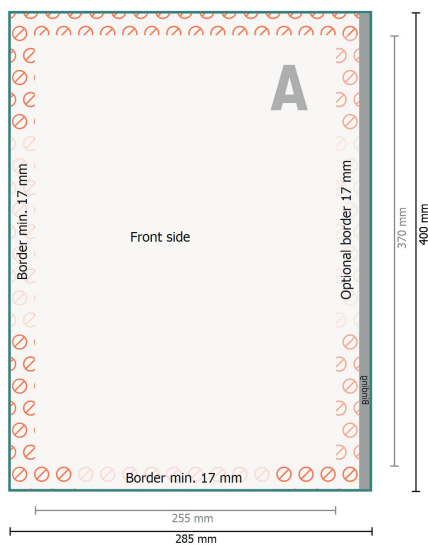 A
Border min. 17 mm
Front side
Optional border 17 mm
Binding
370 mm
400 mm
Border min. 17 mm
255 mm
285 mm